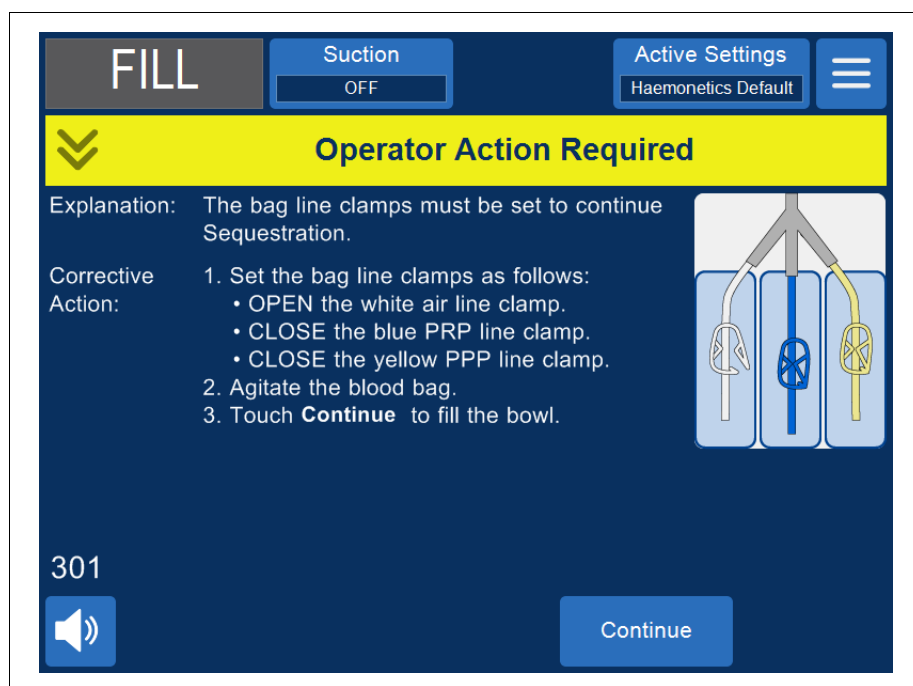 FILL
Suction
OFF
Active Settings
Haemonetics Default
Operator Action Required
Explanation:
The bag line clamps must be set to continue
Sequestration.
Corrective
Action:
1. Set the bag line clamps as follows:
• OPEN the white air line clamp.
• CLOSE the blue PRP line clamp.
• CLOSE the yellow PPP line clamp.
2. Agitate the blood bag.
3. Touch Continue to fill the bowl.
301
Continue